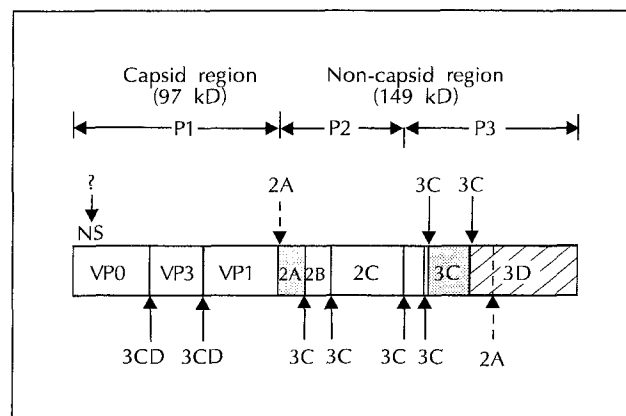 Capsid region Non-capsid region
(97 kD) (149 kD)
P1 P2 P3
? 2A 3C 3C
NS
VP0 VP3 VP1 2A 2B 2C 3C 3D
3CD 3CD 3C 3C 3C 3C 2A